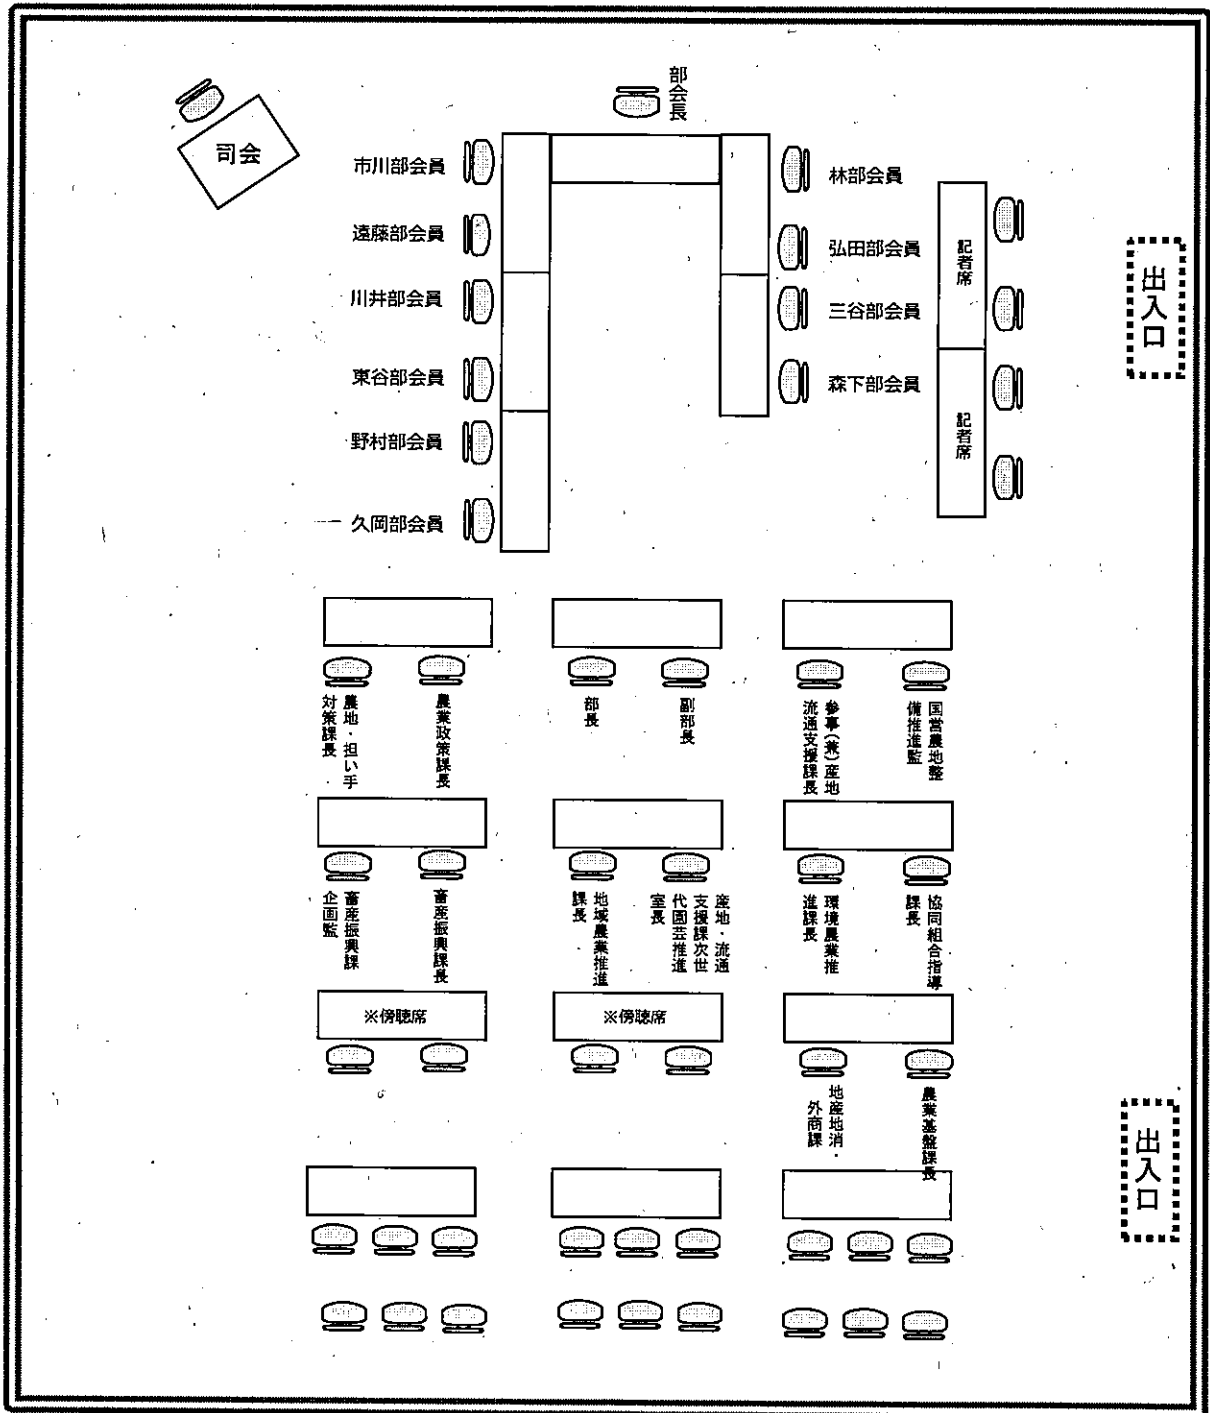 部会長
司会
市川部会員
遠藤部会員
川井部会員
東谷部会員
野村部会員
久岡部会員
林部会員
弘田部会員
三谷部会員
森下部会員
記者席
記者席
出入口
農地・担い手
対策課長
農業政策課長
部長
副部長
参事(兼)産地
流通支援課長
国営農地整
備推進監
畜産振興課
企画監
畜産振興課長
地域農業推進
課長
産地・流通
支援課次世
代園芸推進
室長
環境農業推
進課長
協同組合指導
課長
※傍聴席
※傍聴席
地産地消・
外商課
農業基盤課長
出入口